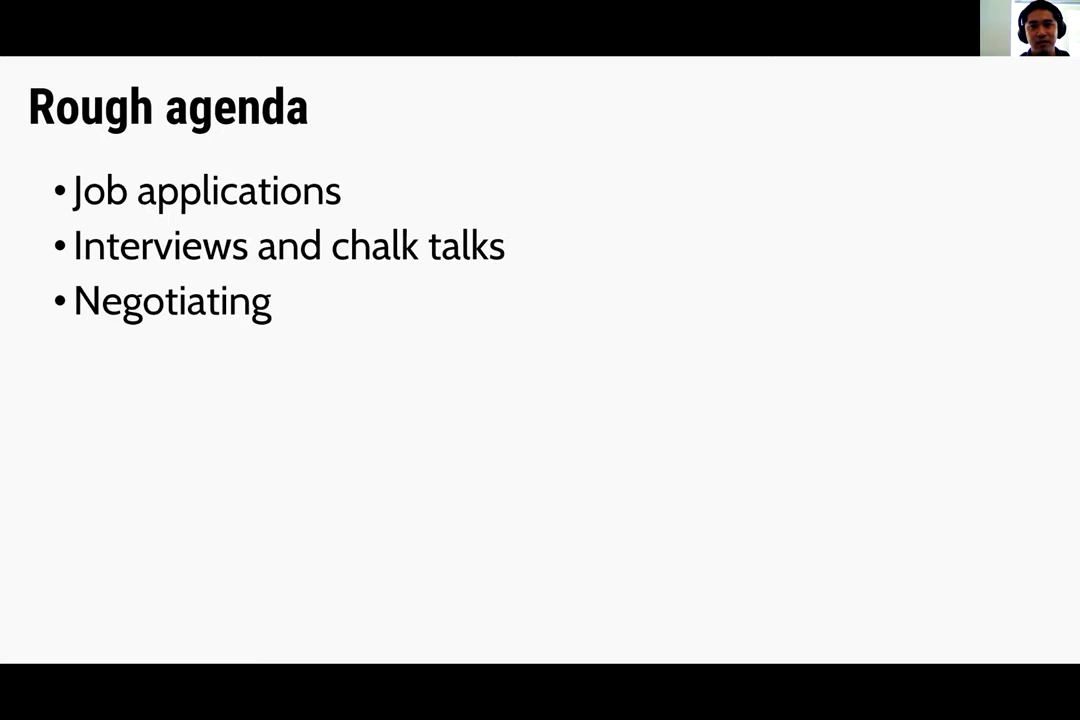 Rough agenda
• Job applications
• Interviews and chalk talks
• Negotiating